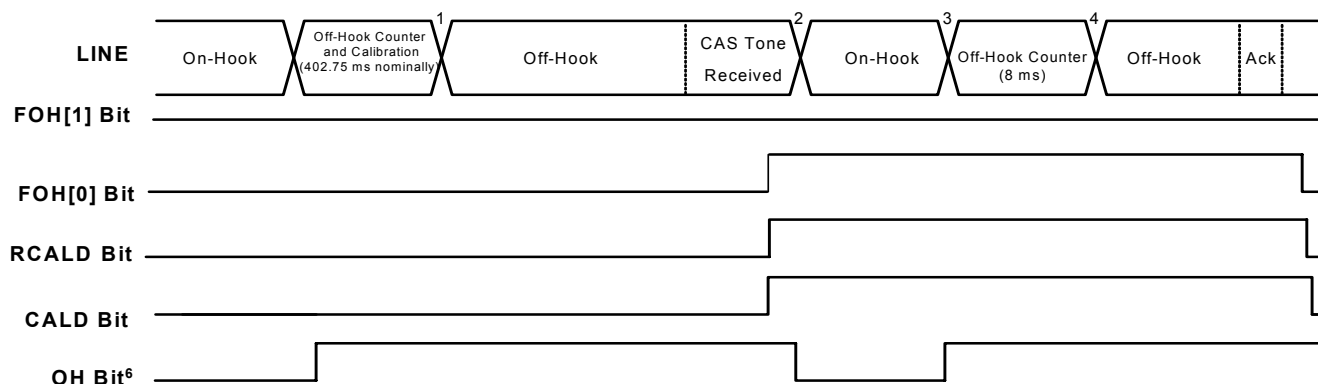 1 2 3 4
LINE
On-Hook
Off-Hook Counter
and Calibration
(402.75 ms nominally)
Off-Hook
CAS Tone
Received
On-Hook
Off-Hook Counter
(8 ms)
Off-Hook
Ack
FOH[1] Bit
FOH[0] Bit
RCALD Bit
CALD Bit
OH Bit⁶